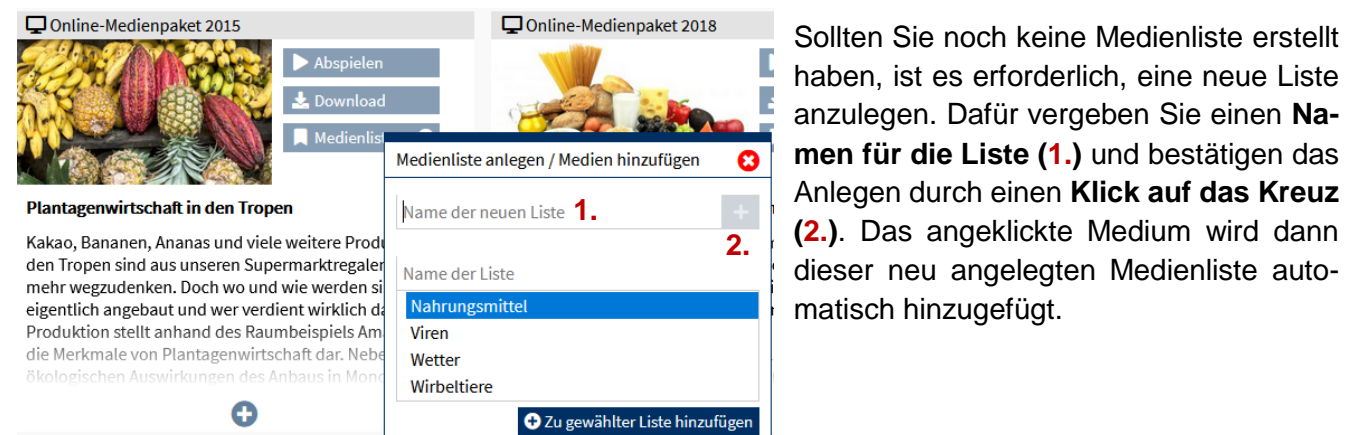 Online-Medienpaket 2015
Abspielen
Download
Medienlis
Plantagenwirtschaft in den Tropen
Kakao, Bananen, Ananas und viele weitere Produ
den Tropen sind aus unseren Supermarktregaler
mehr wegzudenken. Doch wo und wie werden si
eigentlich angebaut und wer verdient wirklich da
Produktion stellt anhand des Raumbeispiels Am
die Merkmale von Plantagenwirtschaft dar. Nebe
ökologischen Auswirkungen des Anbaus in Mono
Online-Medienpaket 2018
Medienliste anlegen / Medien hinzufügen
Name der neuen Liste 1.
2.
Name der Liste
Nahrungsmittel
Viren
Wetter
Wirbeltiere
Zu gewählter Liste hinzufügen
Sollten Sie noch keine Medienliste erstellt
haben, ist es erforderlich, eine neue Liste
anzulegen. Dafür vergeben Sie einen Na-
men für die Liste (1.) und bestätigen das
Anlegen durch einen Klick auf das Kreuz
(2.). Das angeklickte Medium wird dann
dieser neu angelegten Medienliste auto-
matisch hinzugefügt.